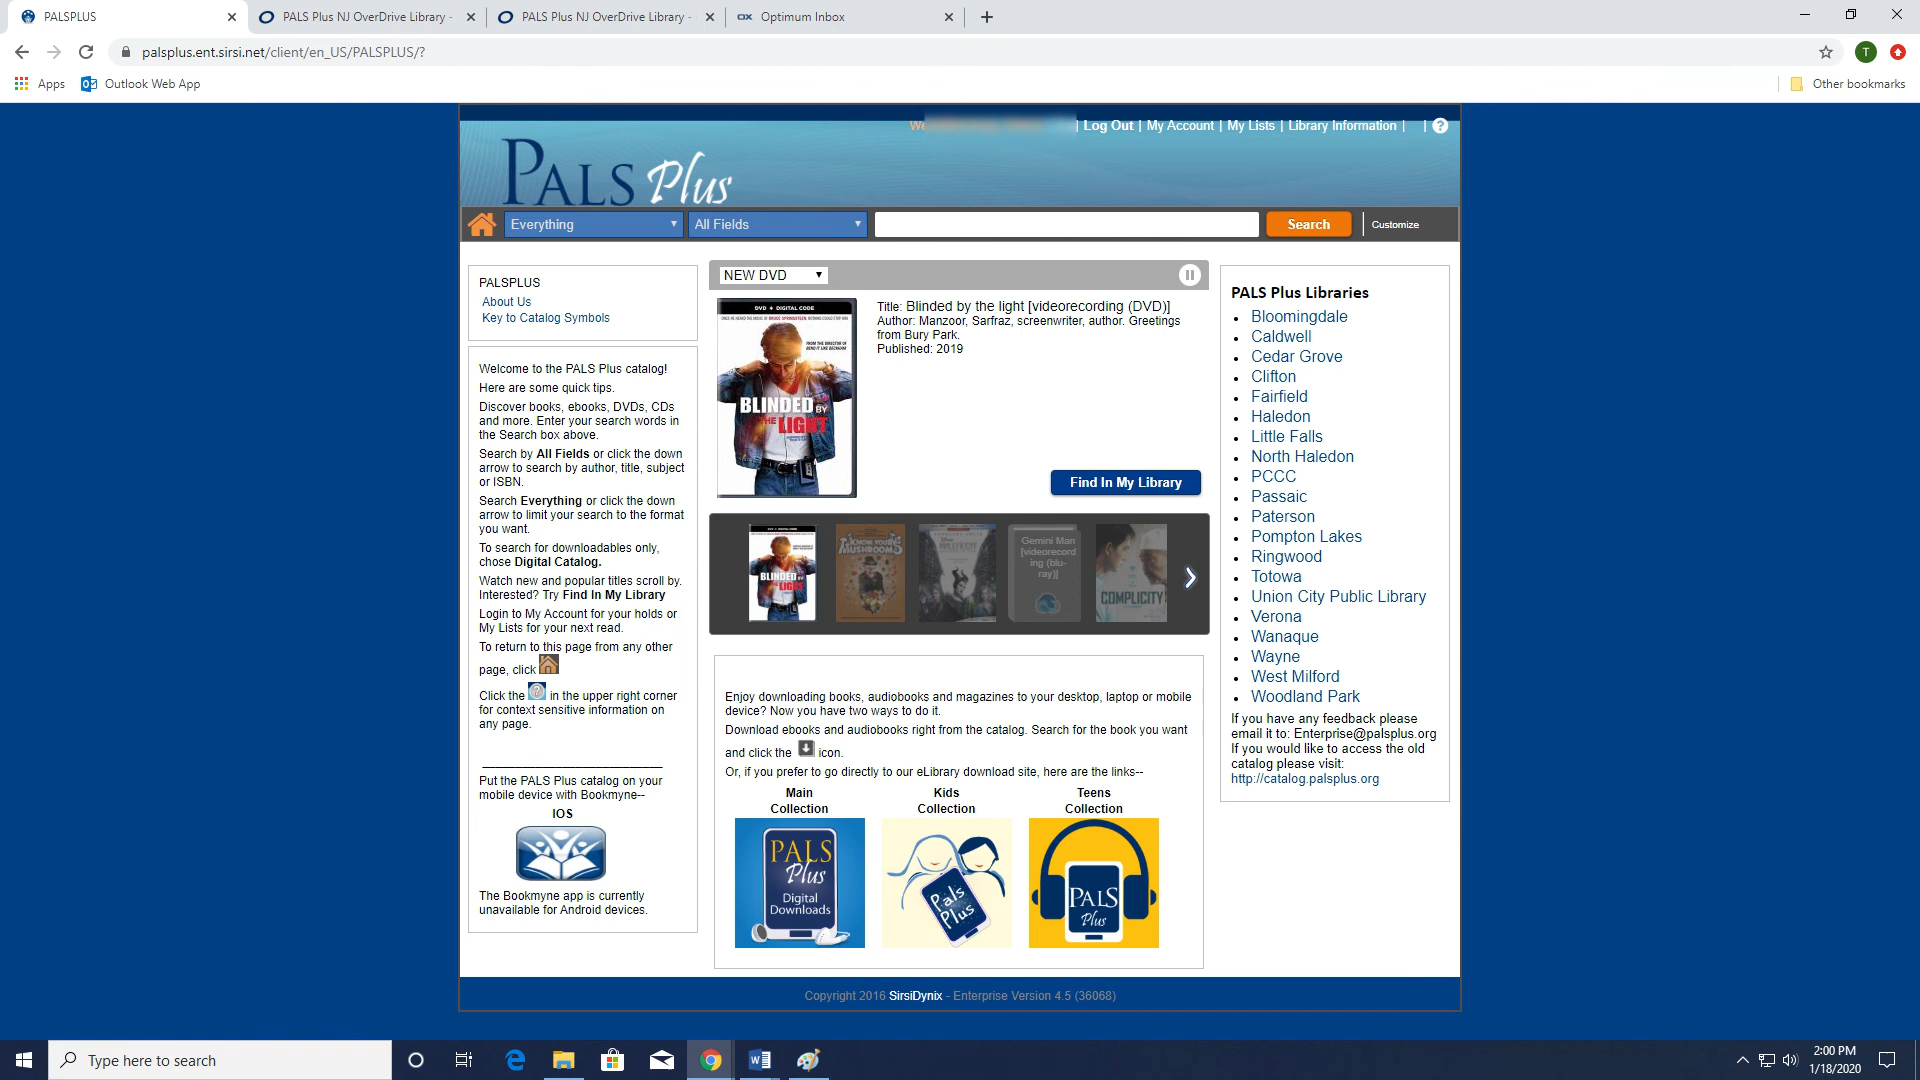 PALSPLUS
PALS Plus NJ OverDrive Library -
PALS Plus NJ OverDrive Library -
Optimum Inbox
palsplus.ent.sirsi.net/client/en_US/PALSPLUS/?
T
Apps
Outlook Web App
Other bookmarks
| Log Out | My Account | My Lists | Library Information | | ?
PALS Plus
Everything
All Fields
Search
Customize
PALSPLUS
About Us
Key to Catalog Symbols
Welcome to the PALS Plus catalog!
Here are some quick tips.
Discover books, ebooks, DVDs, CDs
and more. Enter your search words in
the Search box above.
Search by All Fields or click the down
arrow to search by author, title, subject
or ISBN.
Search Everything or click the down
arrow to limit your search to the format
you want.
To search for downloadables only,
chose Digital Catalog.
Watch new and popular titles scroll by.
Interested? Try Find In My Library
Login to My Account for your holds or
My Lists for your next read.
To return to this page from any other
page, click
Click the ? in the upper right corner
for context sensitive information on
any page.
Put the PALS Plus catalog on your
mobile device with Bookmyne--
IOS
The Bookmyne app is currently
unavailable for Android devices.
NEW DVD
DVD + DIGITAL CODE
BLINDED BY
THE LIGHT
Title: Blinded by the light [videorecording (DVD)]
Author: Manzoor, Sarfraz, screenwriter, author. Greetings
from Bury Park.
Published: 2019
Find In My Library
BLINDED BY
THE LIGHT
KNOW YOUR
MUSHROOMS
Gemini Man
[videorecord
ing (blu-
ray)]
COMPLICITY
Enjoy downloading books, audiobooks and magazines to your desktop, laptop or mobile
device? Now you have two ways to do it.
Download ebooks and audiobooks right from the catalog. Search for the book you want
and click the icon.
Or, if you prefer to go directly to our eLibrary download site, here are the links--
Main
Collection
Kids
Collection
Teens
Collection
PALS
Plus
Digital
Downloads
Pals
Plus
PALS
Plus
PALS Plus Libraries
Bloomingdale
Caldwell
Cedar Grove
Clifton
Fairfield
Haledon
Little Falls
North Haledon
PCCC
Passaic
Paterson
Pompton Lakes
Ringwood
Totowa
Union City Public Library
Verona
Wanaque
Wayne
West Milford
Woodland Park
If you have any feedback please
email it to: Enterprise@palsplus.org
If you would like to access the old
catalog please visit:
http://catalog.palsplus.org
Copyright 2016 SirsiDynix - Enterprise Version 4.5 (36068)
Type here to search
2:00 PM
1/18/2020